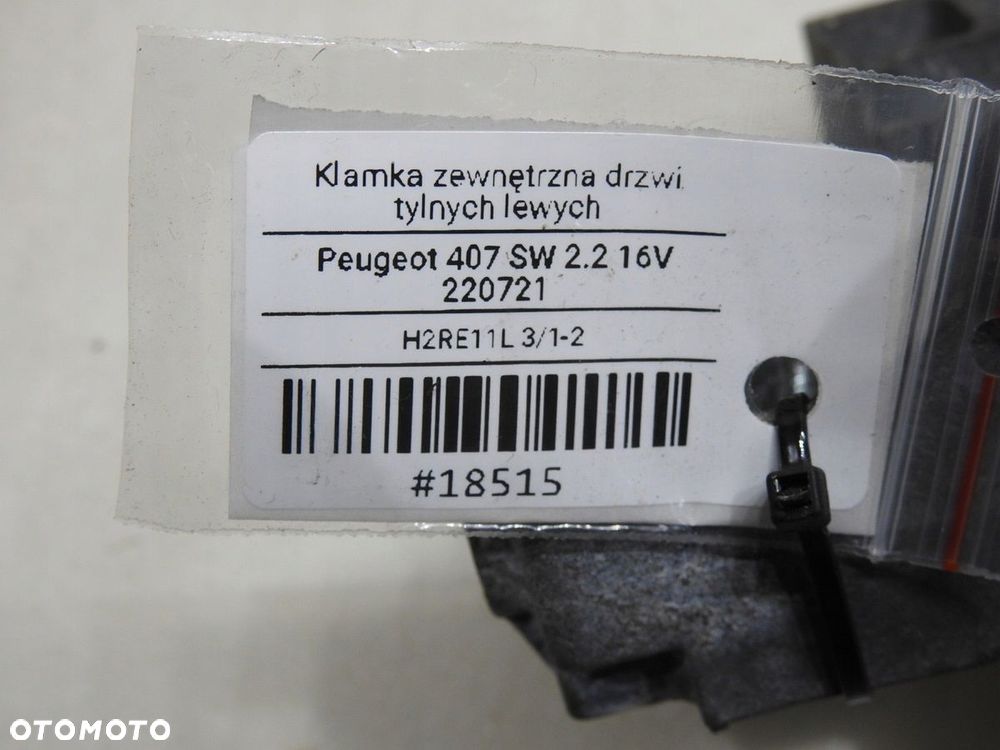 Klamka zewnętrzna drzwi
tylnych lewych
Peugeot 407 SW 2.2 16V
220721
H2RE11L 3/1-2
#18515
OTOMOTO